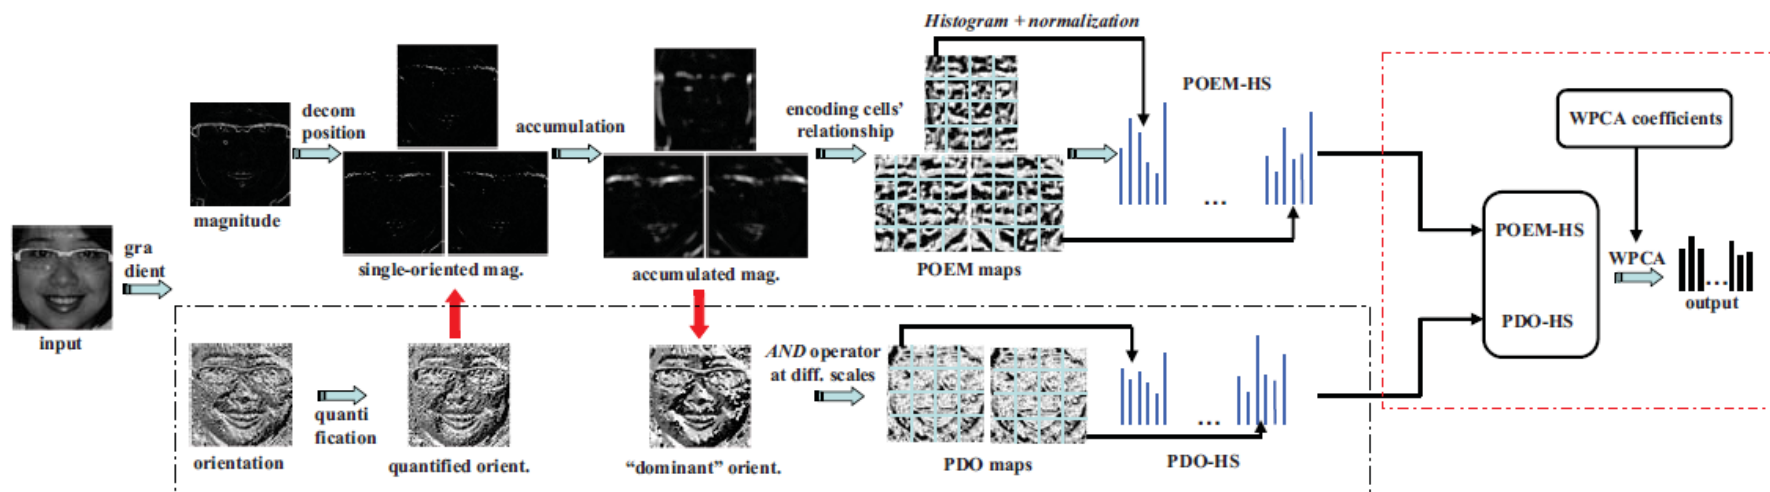 Histogram + normalization
decom
position
accumulation
encoding cells'
relationship
POEM-HS
WPCA coefficients
magnitude
...
single-oriented mag.
accumulated mag.
POEM maps
gra
dient
POEM-HS
WPCA
...
output
PDO-HS
input
AND operator
at diff. scales
quanti
fication
...
orientation
quantified orient.
“dominant” orient.
PDO maps
PDO-HS